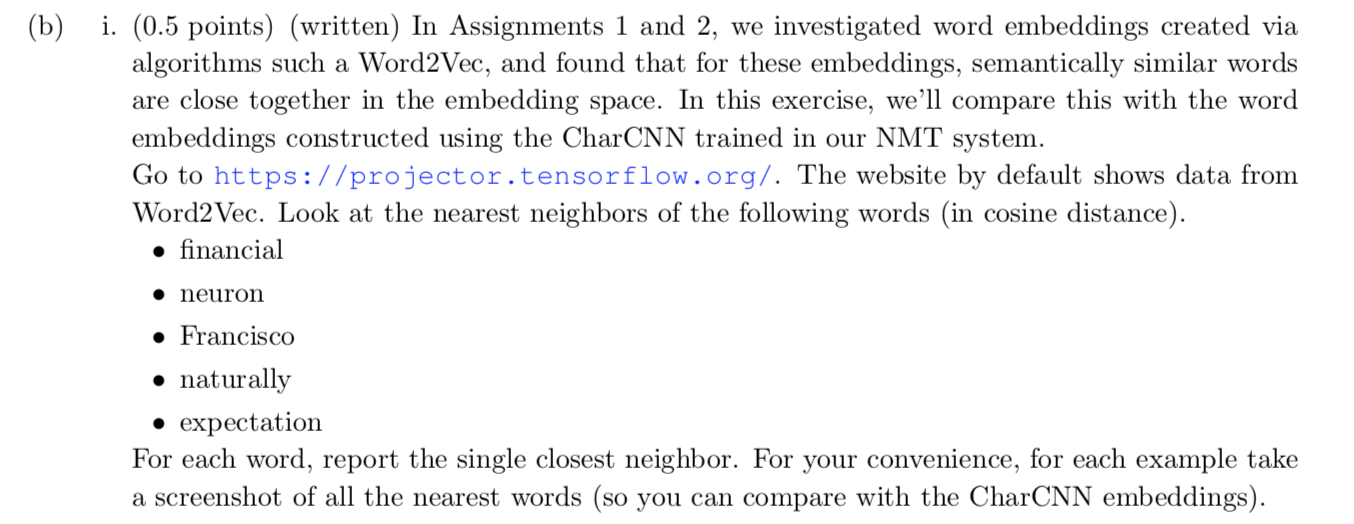 (b) i. (0.5 points) (written) In Assignments 1 and 2, we investigated word embeddings created via
algorithms such a Word2Vec, and found that for these embeddings, semantically similar words
are close together in the embedding space. In this exercise, we'll compare this with the word
embeddings constructed using the CharCNN trained in our NMT system.
Go to https://projector.tensorflow.org/. The website by default shows data from
Word2Vec. Look at the nearest neighbors of the following words (in cosine distance).
• financial
• neuron
• Francisco
• naturally
• expectation
For each word, report the single closest neighbor. For your convenience, for each example take
a screenshot of all the nearest words (so you can compare with the CharCNN embeddings).